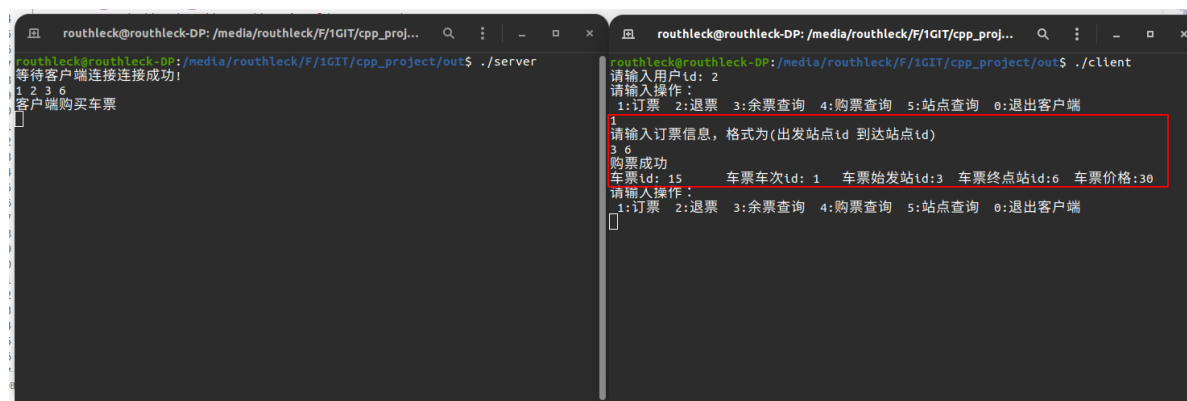 routhleck@routhleck-DP: /media/routhleck/F/1GIT/cpp_proj...
routhleck@routhleck-DP:/media/routhleck/F/1GIT/cpp_project/out$ ./server
等待客户端连接连接成功!
1 2 3 6
客户端购买车票
routhleck@routhleck-DP: /media/routhleck/F/1GIT/cpp_proj...
routhleck@routhleck-DP:/media/routhleck/F/1GIT/cpp_project/out$ ./client
请输入用户id: 2
请输入操作：
1:订票 2:退票 3:余票查询 4:购票查询 5:站点查询 0:退出客户端
1
请输入订票信息，格式为(出发站点id 到达站点id)
3 6
购票成功
车票id: 15 车票车次id: 1 车票始发站id:3 车票终点站id:6 车票价格:30
请输入操作：
1:订票 2:退票 3:余票查询 4:购票查询 5:站点查询 0:退出客户端